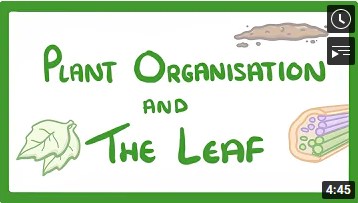 PLANT ORGANISATION
AND
THE LEAF
4:45